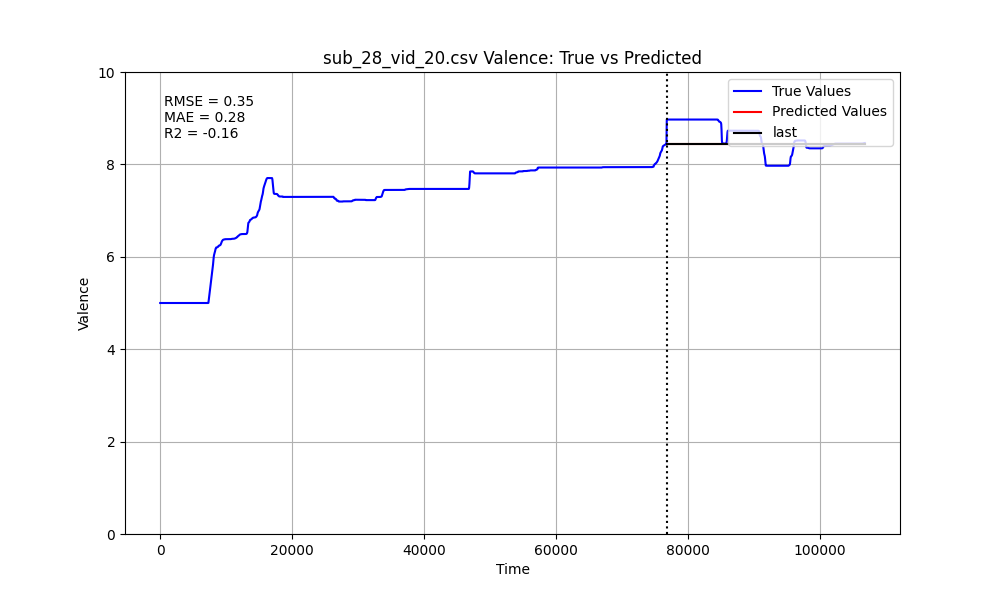 sub_28_vid_20.csv Valence: True vs Predicted
RMSE = 0.35
MAE = 0.28
R2 = -0.16
True Values
Predicted Values
last
10
8
6
4
2
0
Valence
0 20000 40000 60000 80000 100000
Time